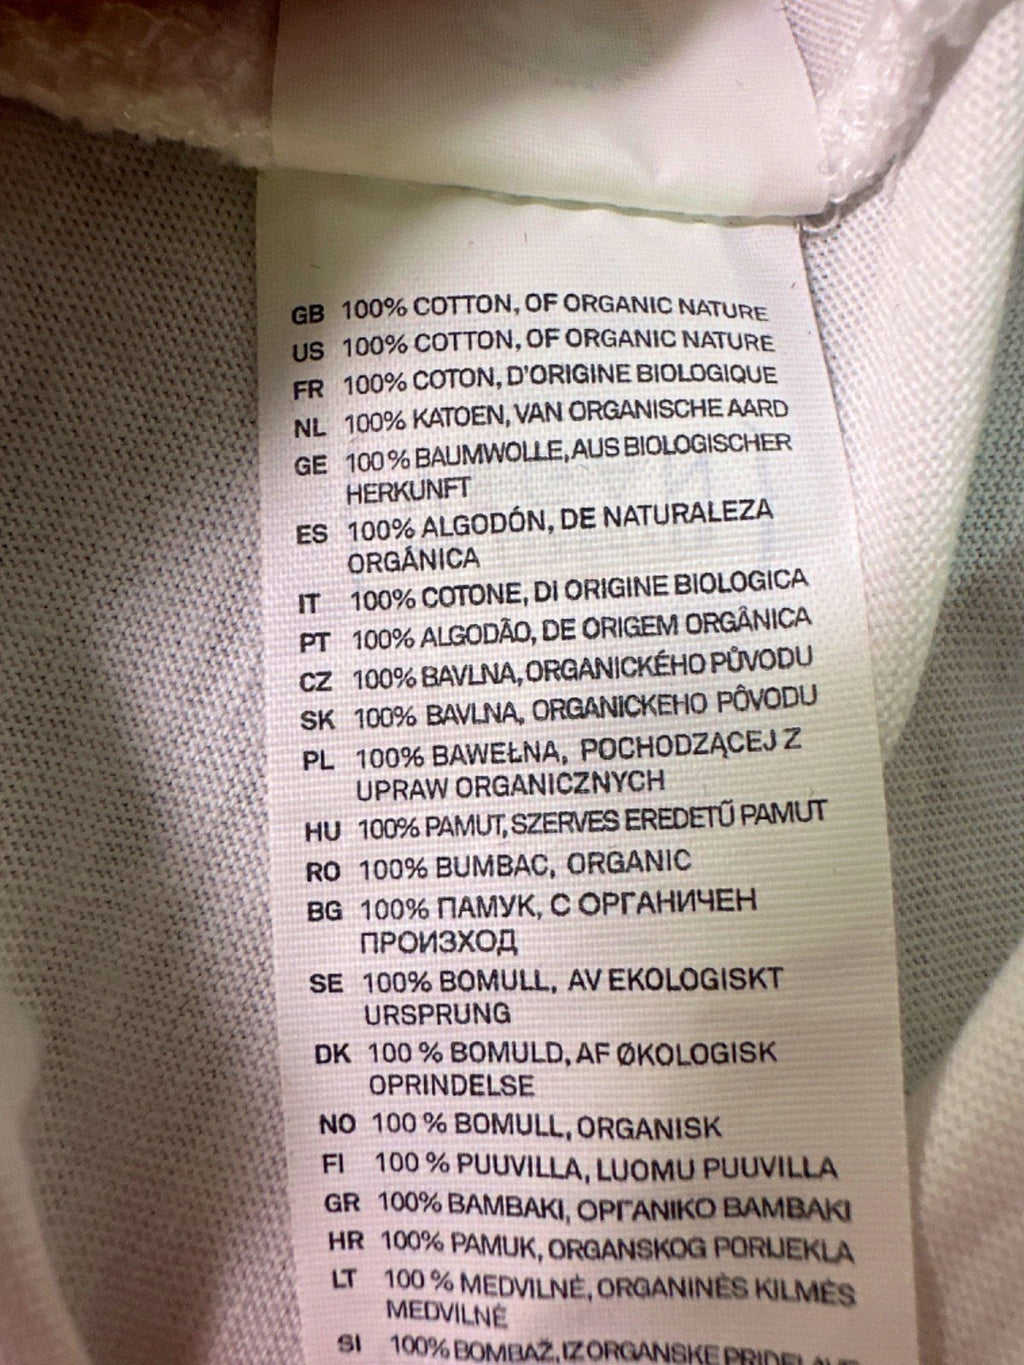 GB 100% COTTON, OF ORGANIC NATURE
US 100% COTTON, OF ORGANIC NATURE
FR 100% COTON, D'ORIGINE BIOLOGIQUE
NL 100% KATOEN, VAN ORGANISCHE AARD
GE 100% BAUMWOLLE, AUS BIOLOGISCHER
HERKUNFT
ES 100% ALGODÓN, DE NATURALEZA
ORGÂNICA
IT 100% COTONE, DI ORIGINE BIOLOGICA
PT 100% ALGODÃO, DE ORIGEM ORGÂNICA
CZ 100% BAVLNA, ORGANICKÉHO PŮVODU
SK 100% BAVLNA, ORGANICKEHO PÔVODU
PL 100% BAWEŁNA, POCHODZĄCEJ Z
UPRAW ORGANICZNYCH
HU 100% PAMUT, SZERVES EREDETŰ PAMUT
RO 100% BUMBAC, ORGANIC
BG 100% ПАМУК, С ОРГАНИЧЕН
ПРОИЗХОД
SE 100% BOMULL, AV EKOLOGISKT
URSPRUNG
DK 100 % BOMULD, AF ØKOLOGISK
OPRINDELSE
NO 100 % BOMULL, ORGANISK
FI 100 % PUUVILLA, LUOMU PUUVILLA
GR 100% ΒΑΜΒΑΚΙ, ΟΡΓΑΝΙΚΟ ΒΑΜΒΑΚΙ
HR 100% PAMUK, ORGANSKOG PORIJEKLA
LT 100 % MEDVILNĖ, ORGANINĖS KILMĖS
MEDVILNĖ
SI 100% BOMBAŽ, IZ ORGANSKE